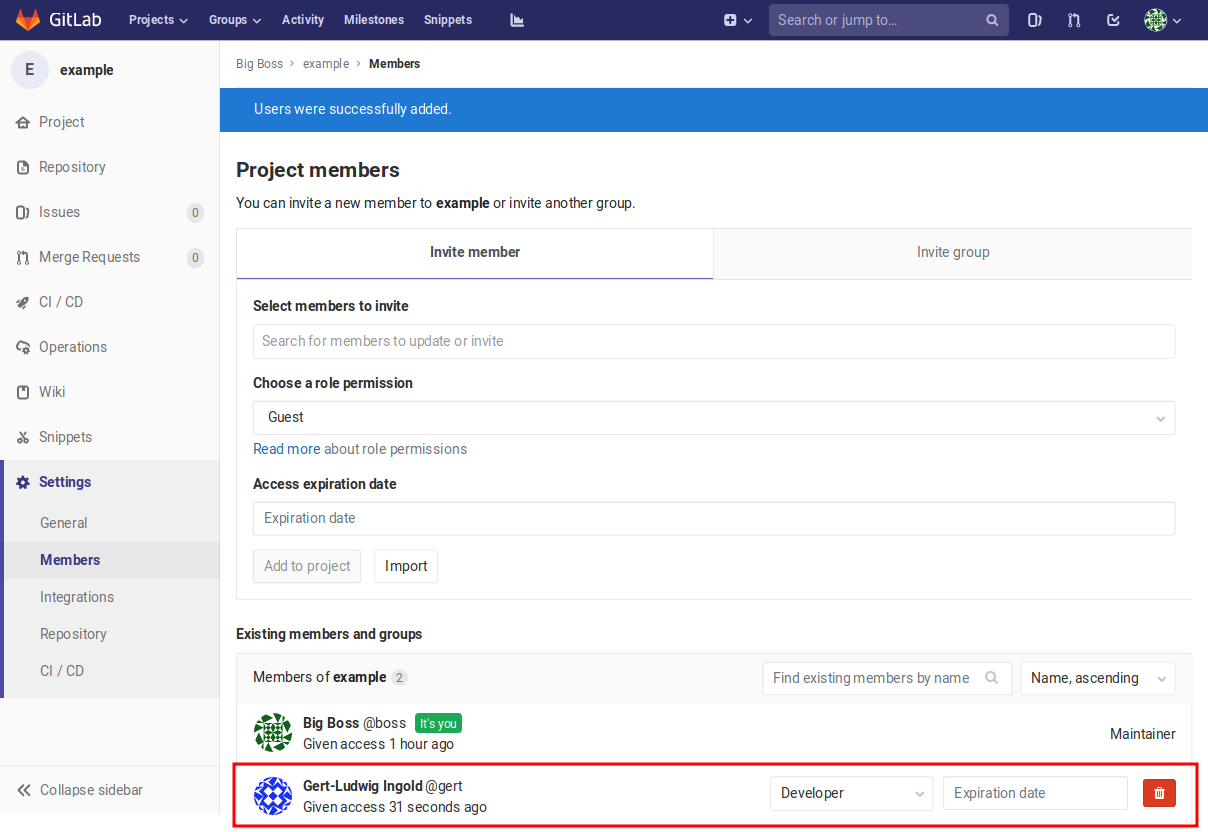 GitLab Projects Groups Activity Milestones Snippets Search or jump to...
E example
Big Boss > example > Members
Users were successfully added.
Project
Repository
Issues 0
Merge Requests 0
CI / CD
Operations
Wiki
Snippets
Settings
General
Members
Integrations
Repository
CI / CD
Collapse sidebar
Project members
You can invite a new member to example or invite another group.
Invite member Invite group
Select members to invite
Search for members to update or invite
Choose a role permission
Guest
Read more about role permissions
Access expiration date
Expiration date
Add to project Import
Existing members and groups
Members of example 2 Find existing members by name Name, ascending
Big Boss @boss It's you
Given access 1 hour ago
Maintainer
Gert-Ludwig Ingold @gert
Given access 31 seconds ago
Developer Expiration date